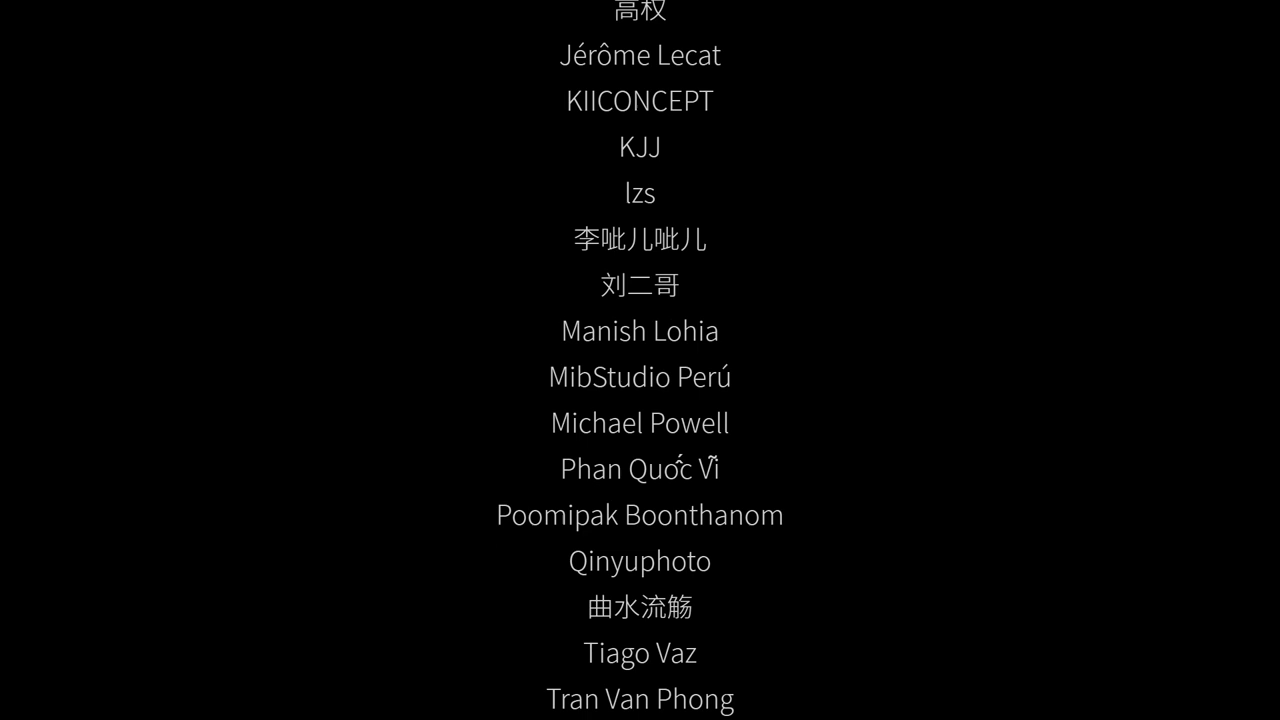 高权
Jérôme Lecat
KIICONCEPT
KJJ
lzs
李呲儿呲儿
刘二哥
Manish Lohia
MibStudio Perú
Michael Powell
Phan Quốc Vĩ
Poomipak Boonthanom
Qinyuphoto
曲水流觞
Tiago Vaz
Tran Van Phong